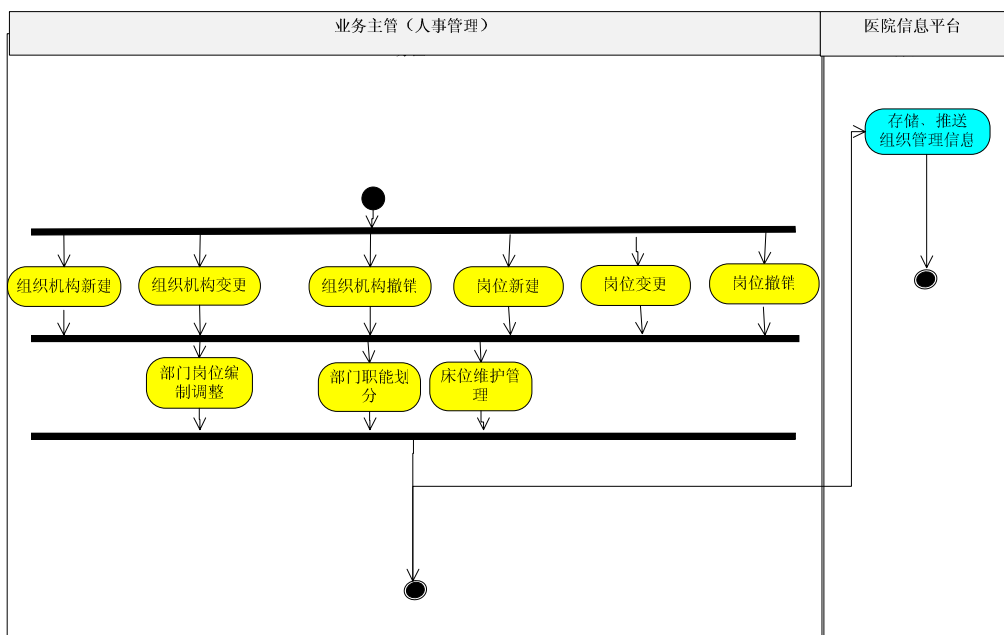 业务主管（人事管理）
医院信息平台
存储、推送
组织管理信息
组织机构新建
组织机构变更
组织机构撤销
岗位新建
岗位变更
岗位撤销
部门岗位编
制调整
部门职能划
分
床位维护管
理